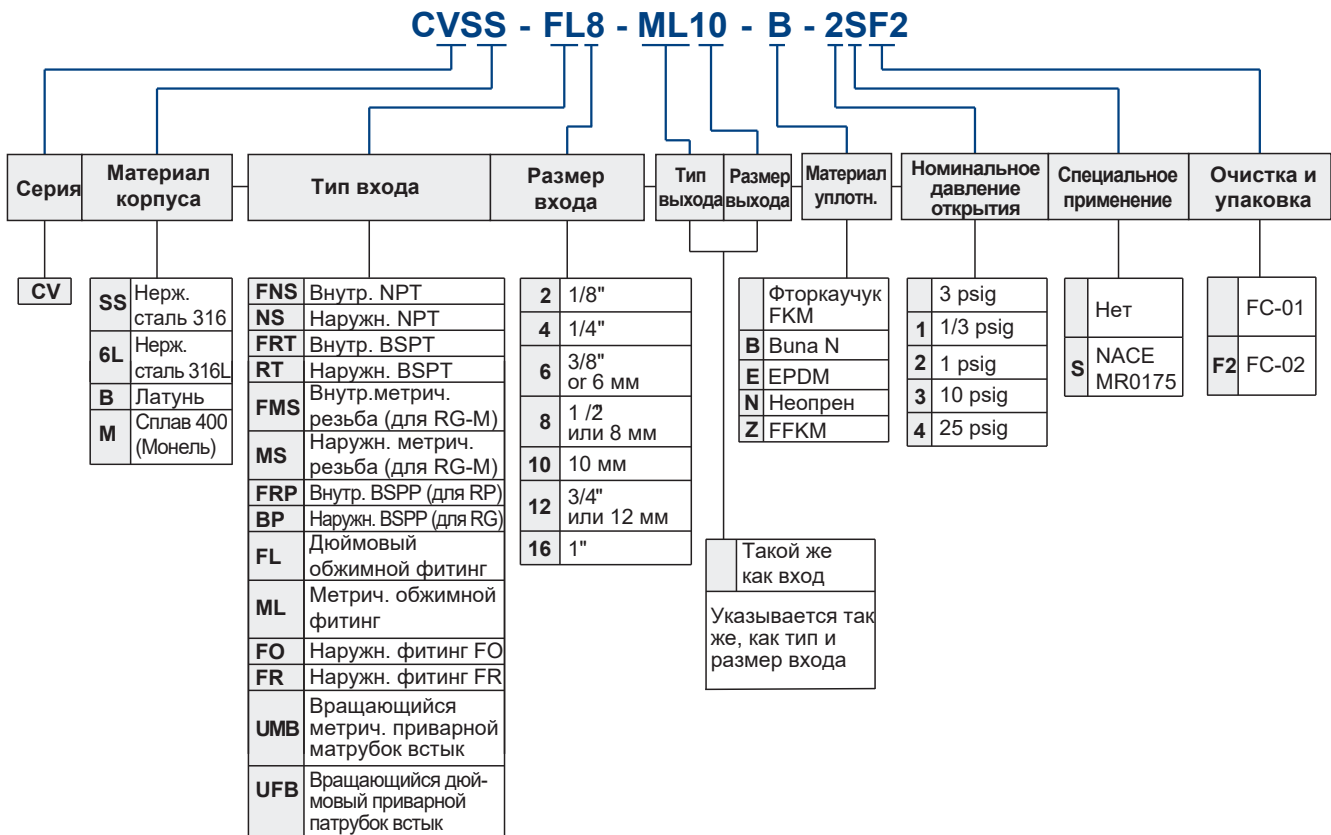 CVSS - FL8 - ML10 - B - 2SF2
Серия
Материал
корпуса
Тип входа
Размер
входа
Тип
выхода
Размер
выхода
Материал
уплотн.
Номинальное
давление
открытия
Специальное
применение
Очистка и
упаковка
CV
SS Нерж.
сталь 316
6L Нерж.
сталь 316L
B Латунь
M Сплав 400
(Монель)
FNS Внутр. NPT
NS Наружн. NPT
FRT Внутр. BSPT
RT Наружн. BSPT
FMS Внутр.метрич.
резьба (для RG-M)
MS Наружн. метрич.
резьба (для RG-M)
FRP Внутр. BSPP (для RP)
BP Наружн. BSPP (для RG)
FL Дюймовый
обжимной фитинг
ML Метрич. обжимной
фитинг
FO Наружн. фитинг FO
FR Наружн. фитинг FR
UMB Вращающийся
метрич. приварной
матрубок встык
UFB Вращающийся дюй-
мовый приварной
патрубок встык
2 1/8"
4 1/4"
6 3/8"
or 6 мм
8 1 /2"
или 8 мм
10 10 мм
12 3/4"
или 12 мм
16 1"
Такой же
как вход
Указывается так
же, как тип и
размер входа
Фторкаучук
FKM
B Buna N
E EPDM
N Неопрен
Z FFKM
3 psig
1 1/3 psig
2 1 psig
3 10 psig
4 25 psig
Нет
S NACE
MR0175
FC-01
F2 FC-02